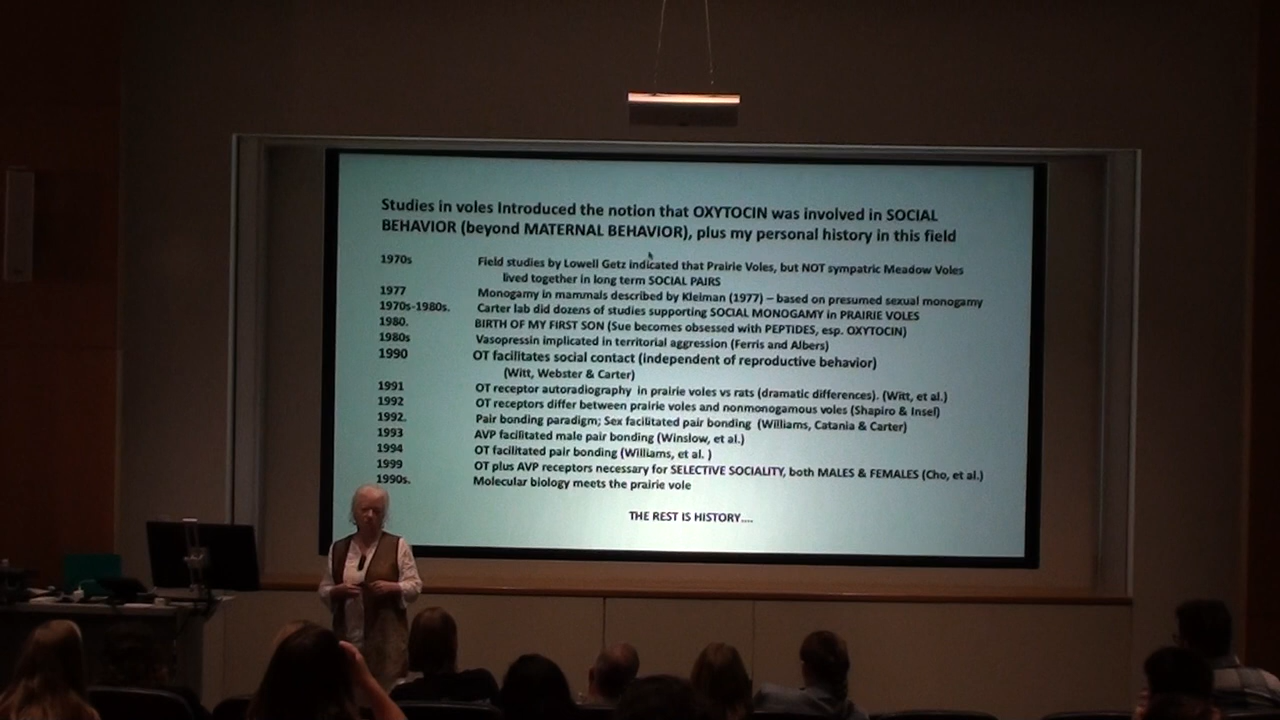 Studies in voles Introduced the notion that OXYTOCIN was involved in SOCIAL
BEHAVIOR (beyond MATERNAL BEHAVIOR), plus my personal history in this field
1970s Field studies by Lowell Getz indicated that Prairie Voles, but NOT sympatric Meadow Voles
lived together in long term SOCIAL PAIRS
1977 Monogamy in mammals described by Kleiman (1977) – based on presumed sexual monogamy
1970s-1980s. Carter lab did dozens of studies supporting SOCIAL MONOGAMY in PRAIRIE VOLES
1980. BIRTH OF MY FIRST SON (Sue becomes obsessed with PEPTIDES, esp. OXYTOCIN)
1980s Vasopressin implicated in territorial aggression (Ferris and Albers)
1990 OT facilitates social contact (independent of reproductive behavior)
(Witt, Webster & Carter)
1991 OT receptor autoradiography in prairie voles vs rats (dramatic differences). (Witt, et al.)
1992 OT receptors differ between prairie voles and nonmonogamous voles (Shapiro & Insel)
1992. Pair bonding paradigm; Sex facilitated pair bonding (Williams, Catania & Carter)
1993 AVP facilitated male pair bonding (Winslow, et al.)
1994 OT facilitated pair bonding (Williams, et al. )
1999 OT plus AVP receptors necessary for SELECTIVE SOCIALITY, both MALES & FEMALES (Cho, et al.)
1990s. Molecular biology meets the prairie vole
THE REST IS HISTORY....